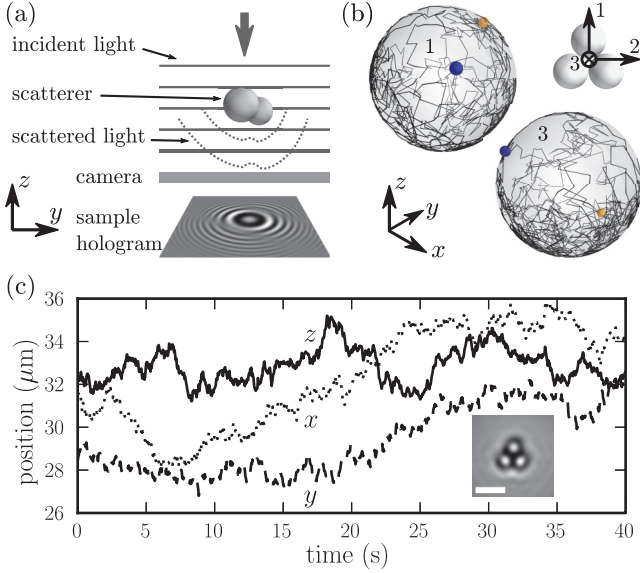 (a)
incident light
scatterer
scattered light
camera
z
y
sample
hologram
(b)
1
3
1
2
3
z
y
x
(c)
36
34
32
30
28
26
position (μm)
z
x
y
0
5
10
15
20
25
30
35
40
time (s)